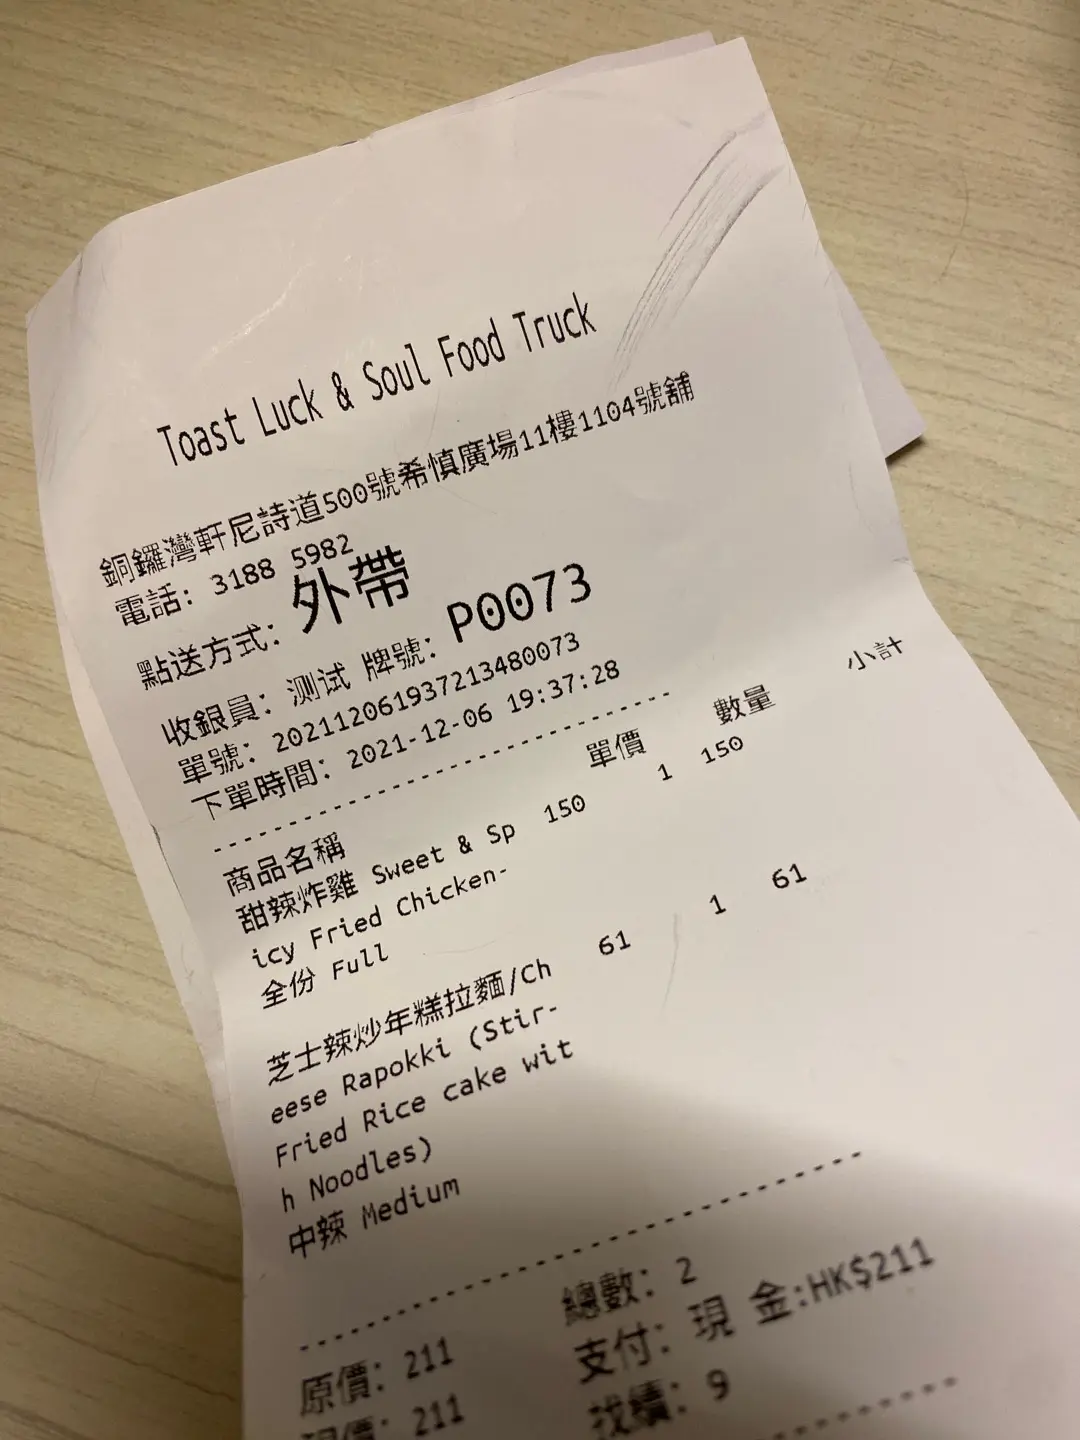 Toast Luck & Soul Food Truck
銅鑼灣軒尼詩道500號希慎廣場11樓1104號舖
電話: 3188 5982
點送方式: 外帶
收銀員: 测试 牌號: P0073
單號: 202112061937213480073
下單時間: 2021-12-06 19:37:28
商品名稱 單價 數量 小計
甜辣炸雞 Sweet & Sp 150 1 150
icy Fried Chicken-
全份 Full
芝士辣炒年糕拉麵/Ch 61 1 61
eese Rapokki (Stir-
Fried Rice cake wit
h Noodles)
中辣 Medium
總數: 2
原價: 211 支付: 現 金:HK$211
現價: 211 找續: 9